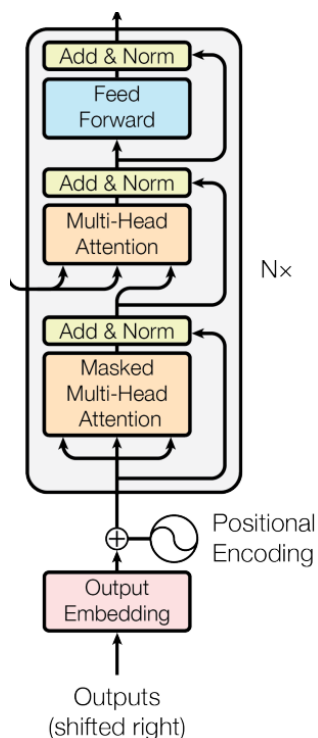 Add & Norm
Feed
Forward
Add & Norm
Multi-Head
Attention
N×
Add & Norm
Masked
Multi-Head
Attention
Positional
Encoding
Output
Embedding
Outputs
(shifted right)